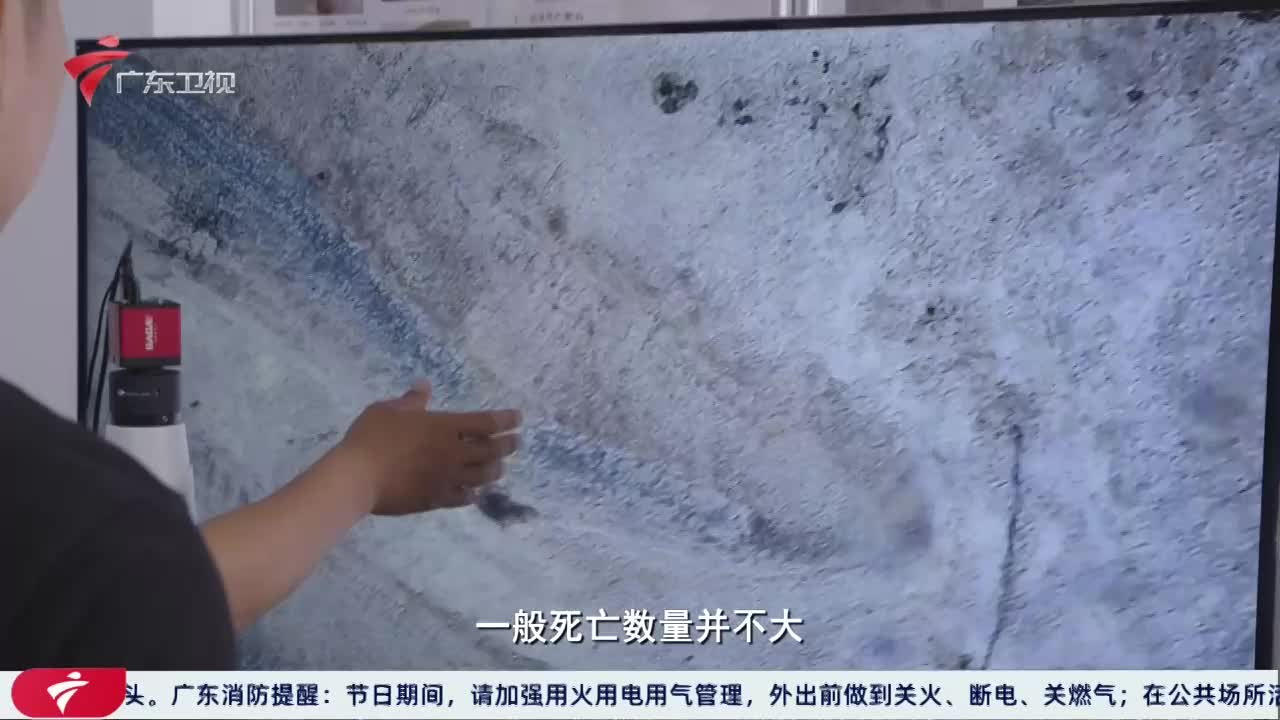 广东卫视
SAGA
一般死亡数量并不大
头。广东消防提醒：节日期间，请加强用火用电用气管理，外出前做到关火、断电、关燃气；在公共场所活